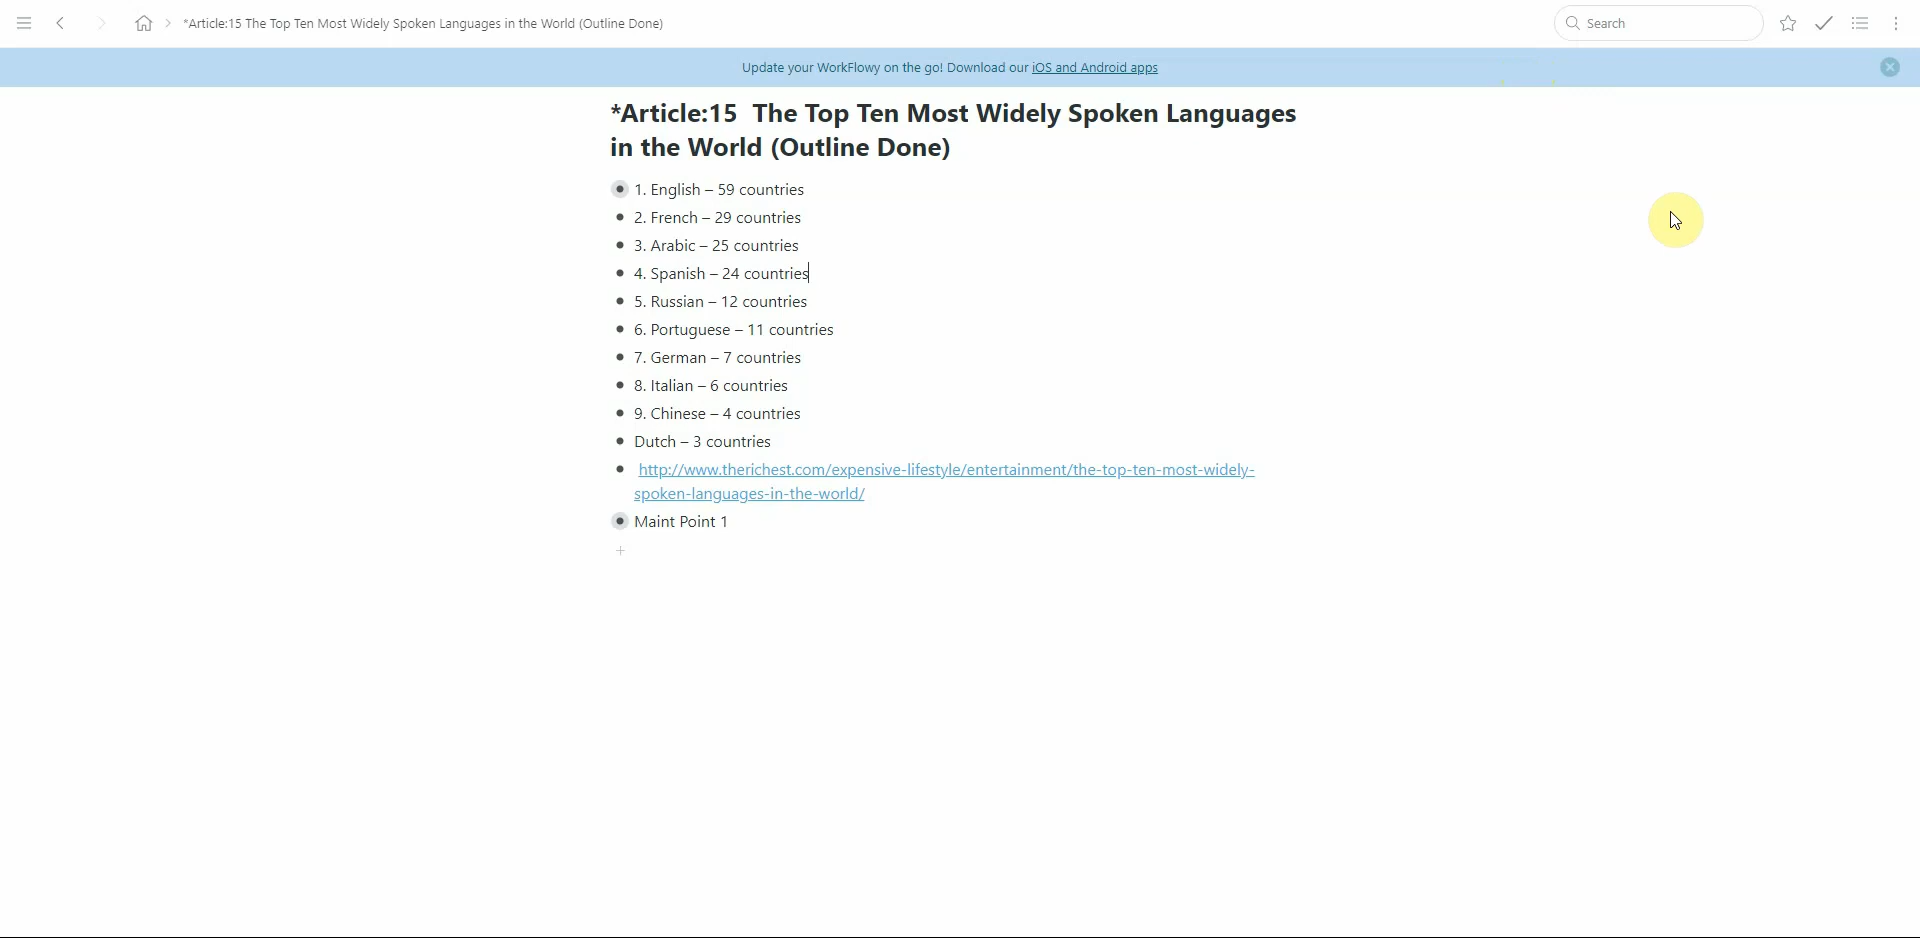 *Article:15 The Top Ten Most Widely Spoken Languages in the World (Outline Done)
Search
Update your WorkFlowy on the go! Download our iOS and Android apps
*Article:15  The Top Ten Most Widely Spoken Languages
in the World (Outline Done)
1. English – 59 countries
2. French – 29 countries
3. Arabic – 25 countries
4. Spanish – 24 countries
5. Russian – 12 countries
6. Portuguese – 11 countries
7. German – 7 countries
8. Italian – 6 countries
9. Chinese – 4 countries
Dutch – 3 countries
http://www.therichest.com/expensive-lifestyle/entertainment/the-top-ten-most-widely-
spoken-languages-in-the-world/
Maint Point 1